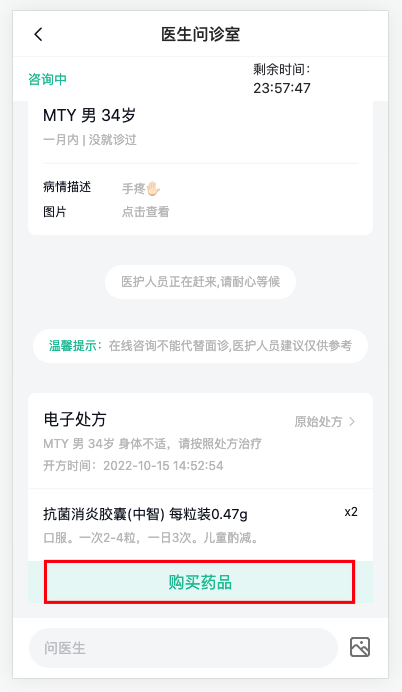 医生问诊室
咨询中
剩余时间：
23:57:47
MTY 男 34岁
一月内 | 没就诊过
病情描述 手疼✋🏻
图片 点击查看
医护人员正在赶来,请耐心等候
温馨提示：在线咨询不能代替面诊,医护人员建议仅供参考
电子处方 原始处方
MTY 男 34岁 身体不适，请按照处方治疗
开方时间：2022-10-15 14:52:54
抗菌消炎胶囊(中智) 每粒装0.47g x2
口服。一次2-4粒，一日3次。儿童酌减。
购买药品
问医生